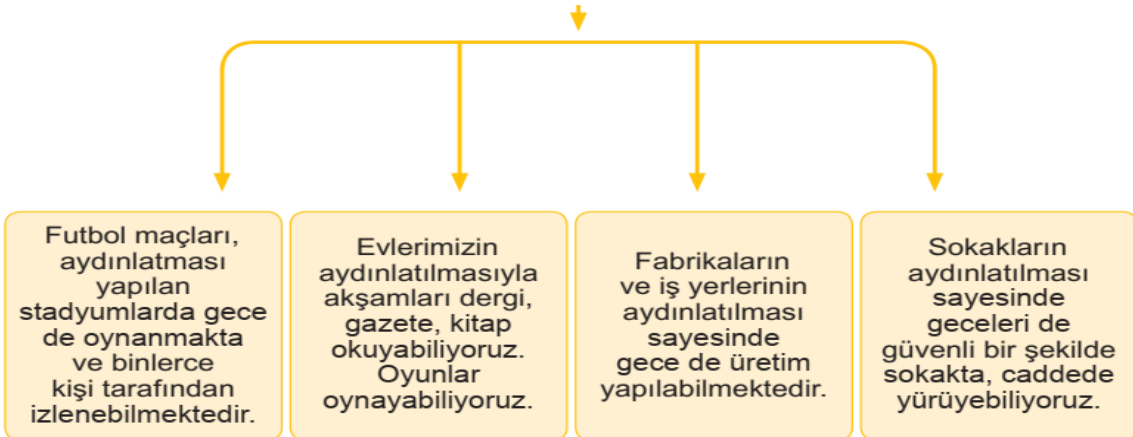 Futbol maçları,
aydınlatması
yapılan
stadyumlarda gece
de oynanmakta
ve binlerce
kişi tarafından
izlenebilmektedir.
Evlerimizin
aydınlatılmasıyla
akşamları dergi,
gazete, kitap
okuyabiliyoruz.
Oyunlar
oynayabiliyoruz.
Fabrikaların
ve iş yerlerinin
aydınlatılması
sayesinde
gece de üretim
yapılabilmektedir.
Sokakların
aydınlatılması
sayesinde
geceleri de
güvenli bir şekilde
sokakta, caddede
yürüyebiliyoruz.